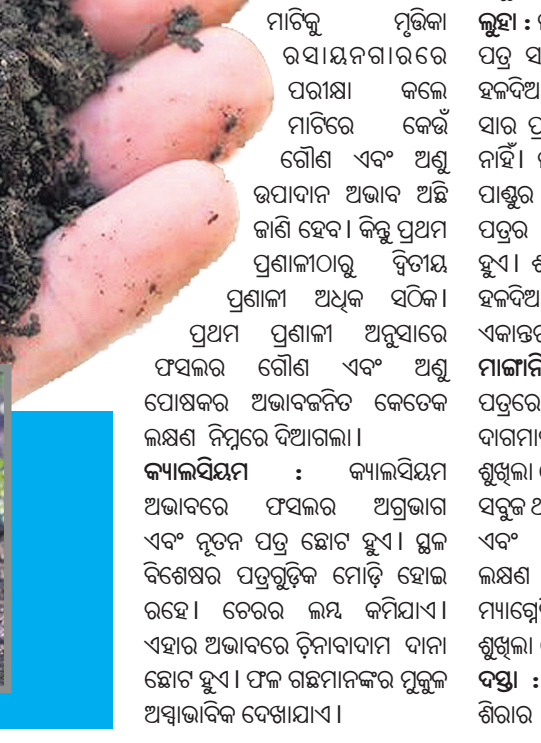 ମାଟିକୁ ମୃତ୍ତିକା
ରସାୟନଗାରରେ
ପରୀକ୍ଷା କଲେ
ମାଟିରେ କେଉଁ
ଗୌଣ ଏବଂ ଅଣୁ
ଉପାଦାନ ଅଭାବ ଅଛି
ଜାଣି ହେବ। କିନ୍ତୁ ପ୍ରଥମ
ପ୍ରଣାଳୀଠାରୁ ଦ୍ୱିତୀୟ
ପ୍ରଣାଳୀ ଅଧିକ ସଠିକ।
ପ୍ରଥମ ପ୍ରଣାଳୀ ଅନୁସାରେ
ଫସଲର ଗୌଣ ଏବଂ ଅଣୁ
ପୋଷକର ଅଭାବଜନିତ କେତେକ
ଲକ୍ଷଣ ନିମ୍ନରେ ଦିଆଗଲା।
କ୍ୟାଲସିୟମ : କ୍ୟାଲସିୟମ
ଅଭାବରେ ଫସଲର ଅଗ୍ରଭାଗ
ଏବଂ ନୂତନ ପତ୍ର ଛୋଟ ହୁଏ। ସ୍ଥଳ
ବିଶେଷର ପତ୍ରଗୁଡ଼ିକ ମୋଡ଼ି ହୋଇ
ରହେ। ଚେରର ଲମ୍ୱ କମିଯାଏ।
ଏହାର ଅଭାବରେ ଚ଼ିନାବାଦାମ ଦାନା
ଛୋଟ ହୁଏ। ଫଳ ଗଛମାନଙ୍କର ମୁକୁଳ
ଅସ୍ୱାଭାବିକ ଦେଖାଯାଏ।
ଲୁହା :
ପତ୍ର
ହଳଦିଆ
ସାର
ନାହିଁ।
ପାଣ୍ଡୁର
ପତ୍ରର
ହୁଏ।
ହଳଦିଆ
ପତ୍ରରେ
ଶୁଖିଲା
ସବୁଜ
ଏବଂ
ଲକ୍ଷଣ
ଶୁଖିଲା
ଦସ୍ତା :
ଶିରାର